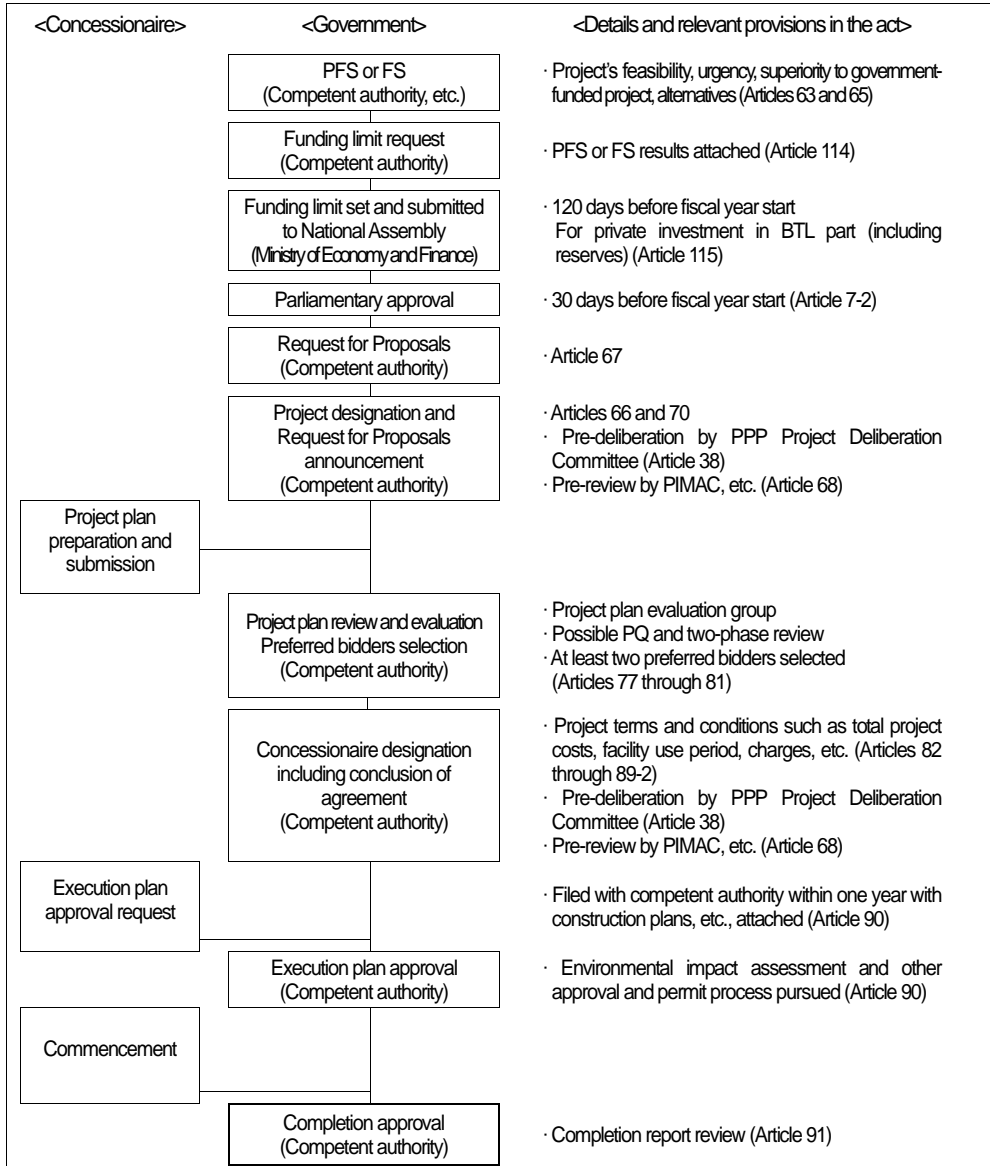 <Concessionaire>
<Government>
<Details and relevant provisions in the act>
PFS or FS
(Competent authority, etc.)
· Project's feasibility, urgency, superiority to government-
funded project, alternatives (Articles 63 and 65)
Funding limit request
(Competent authority)
· PFS or FS results attached (Article 114)
Funding limit set and submitted
to National Assembly
(Ministry of Economy and Finance)
· 120 days before fiscal year start
For private investment in BTL part (including
reserves) (Article 115)
Parliamentary approval
· 30 days before fiscal year start (Article 7-2)
Request for Proposals
(Competent authority)
· Article 67
Project designation and
Request for Proposals
announcement
(Competent authority)
· Articles 66 and 70
· Pre-deliberation by PPP Project Deliberation
Committee (Article 38)
· Pre-review by PIMAC, etc. (Article 68)
Project plan
preparation and
submission
Project plan review and evaluation
Preferred bidders selection
(Competent authority)
· Project plan evaluation group
· Possible PQ and two-phase review
· At least two preferred bidders selected
(Articles 77 through 81)
Concessionaire designation
including conclusion of
agreement
(Competent authority)
· Project terms and conditions such as total project
costs, facility use period, charges, etc. (Articles 82
through 89-2)
· Pre-deliberation by PPP Project Deliberation
Committee (Article 38)
· Pre-review by PIMAC, etc. (Article 68)
Execution plan
approval request
· Filed with competent authority within one year with
construction plans, etc., attached (Article 90)
Execution plan approval
(Competent authority)
· Environmental impact assessment and other
approval and permit process pursued (Article 90)
Commencement
Completion approval
(Competent authority)
· Completion report review (Article 91)